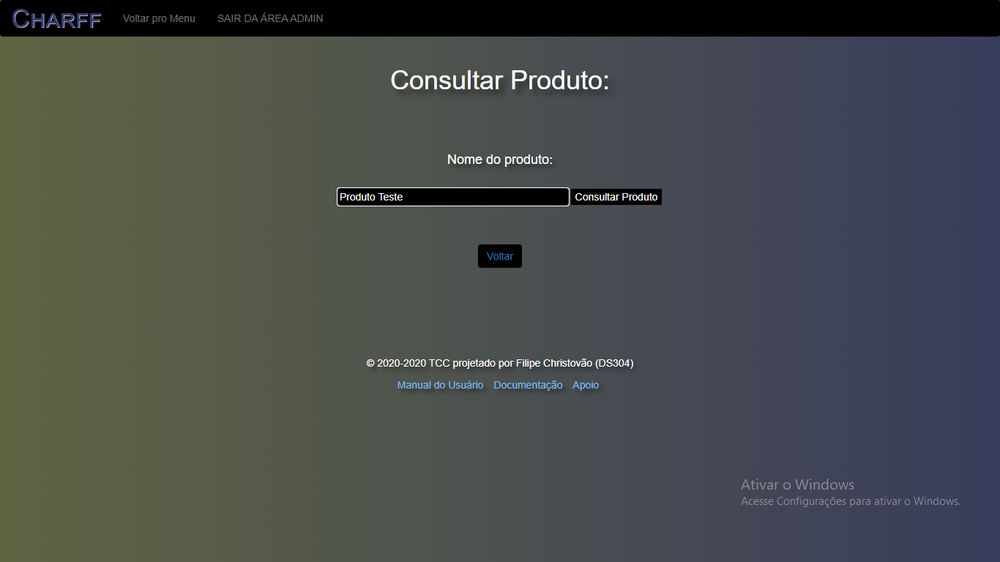 CHARFF Voltar pro Menu SAIR DA ÁREA ADMIN
Consultar Produto:
Nome do produto:
Produto Teste Consultar Produto
Voltar
© 2020-2020 TCC projetado por Filipe Christovão (DS304)
Manual do Usuário Documentação Apoio
Ativar o Windows
Acesse Configurações para ativar o Windows.